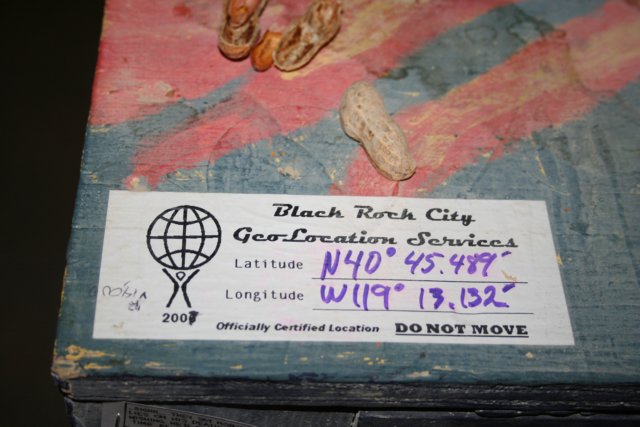 Black Rock City
Geo-Location Services
Latitude N40° 45.489'
Longitude W119° 13.132'
2007
Officially Certified Location DO NOT MOVE